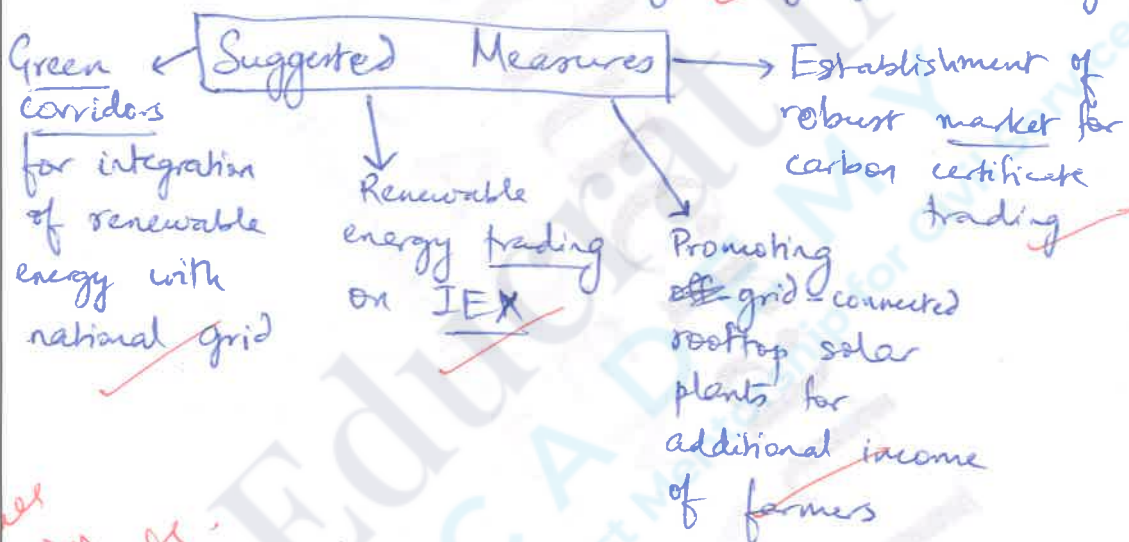 Suggested Measures
Green
corridors
for integration
of renewable
energy with
national grid
Renewable
energy trading
on IEX
Promoting
grid-connected
rooftop solar
plants for
additional income
of farmers
Establishment of
robust market for
carbon certificate
trading